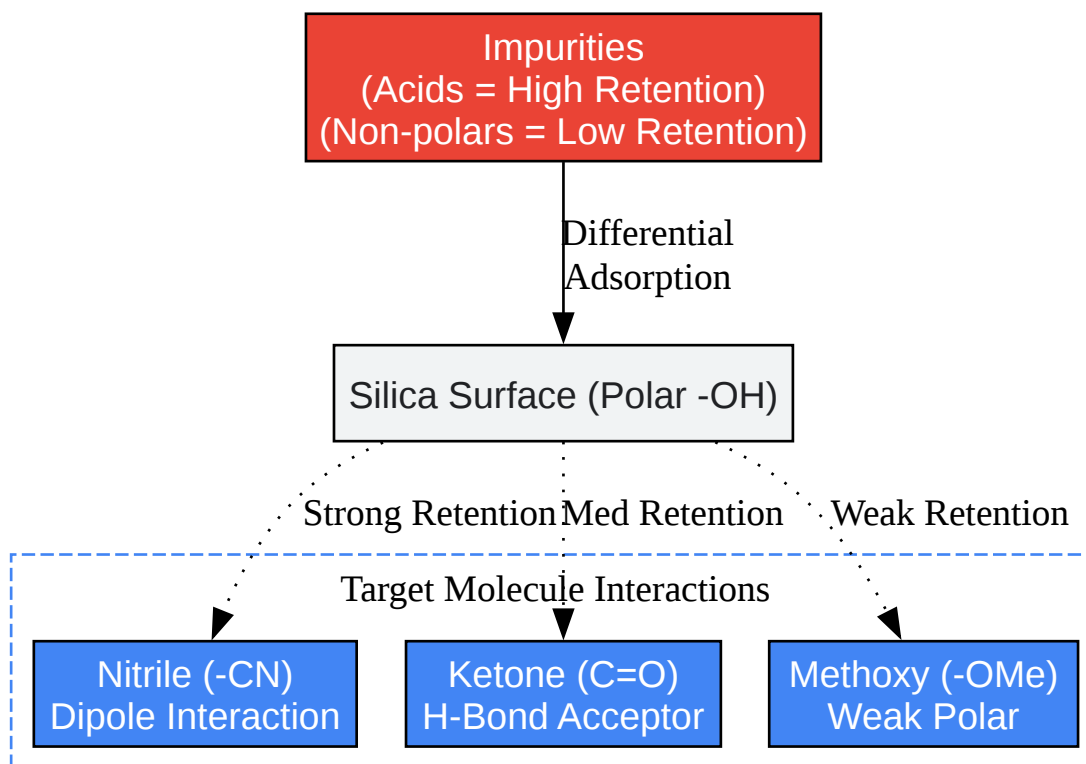 Impurities
(Acids = High Retention)
(Non-polars = Low Retention)
Differential
Adsorption
Silica Surface (Polar -OH)
Strong Retention
Med Retention
Weak Retention
Target Molecule Interactions
Nitrile (-CN)
Dipole Interaction
Ketone (C=O)
H-Bond Acceptor
Methoxy (-OMe)
Weak Polar